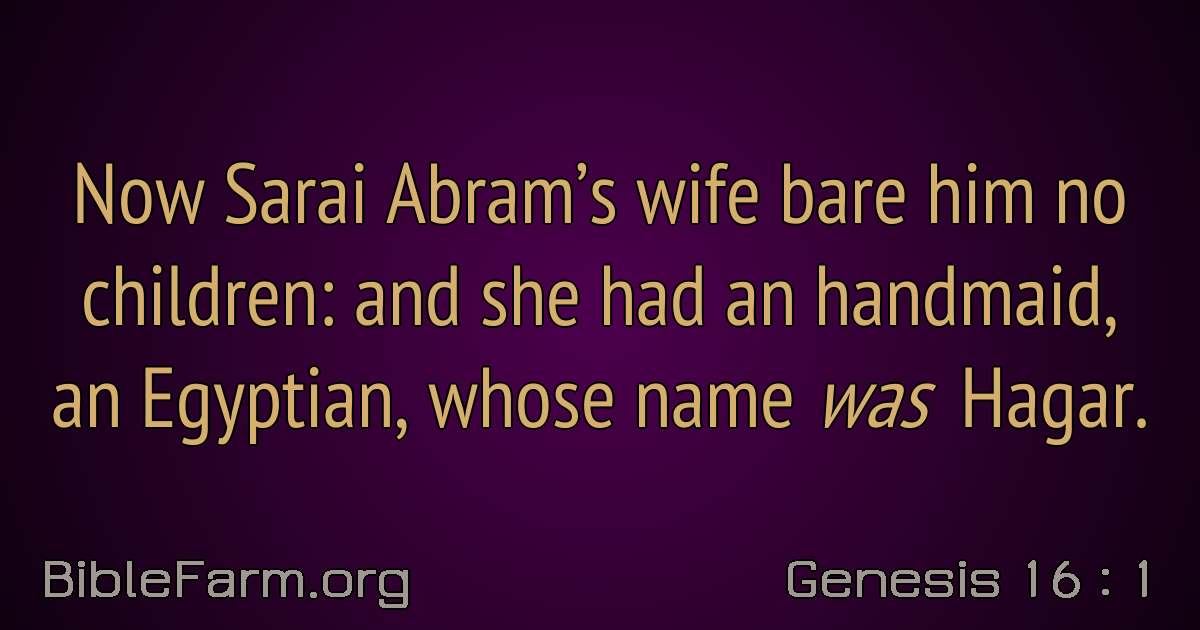 Now Sarai Abram’s wife bare him no
children: and she had an handmaid,
an Egyptian, whose name was Hagar.
BibleFarm.org
Genesis 16 : 1